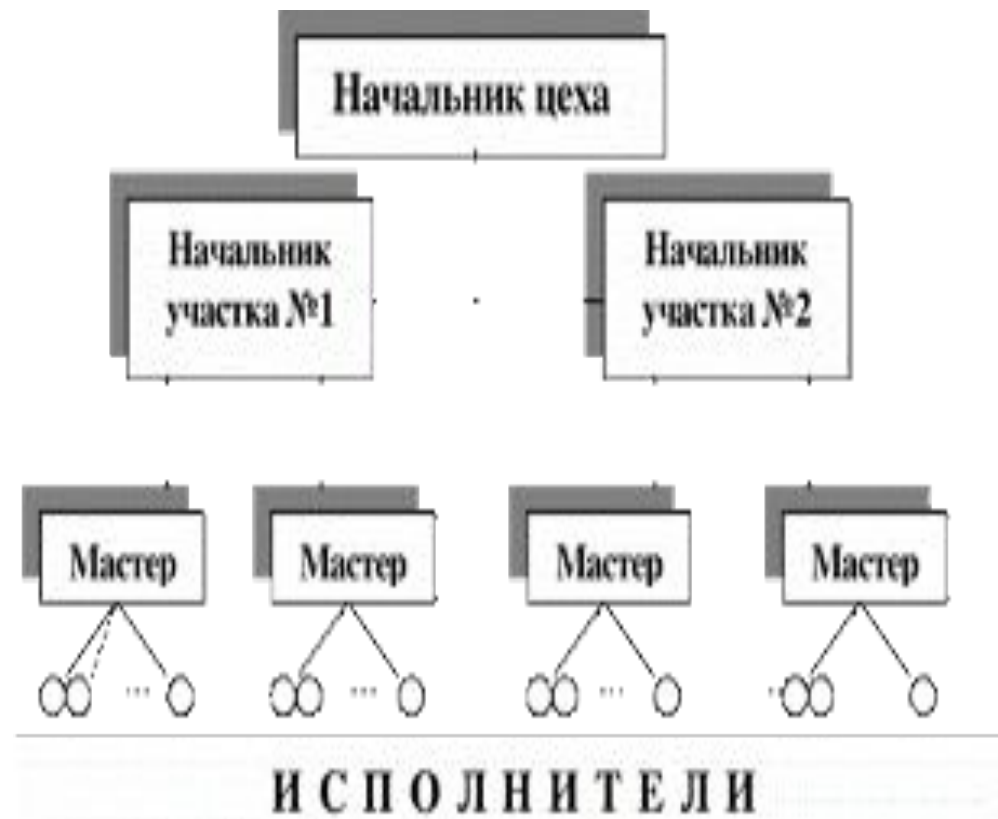 Начальник цеха
Начальник
участка №1
Начальник
участка №2
Мастер
Мастер
Мастер
Мастер
...
...
...
...
ИСПОЛНИТЕЛИ